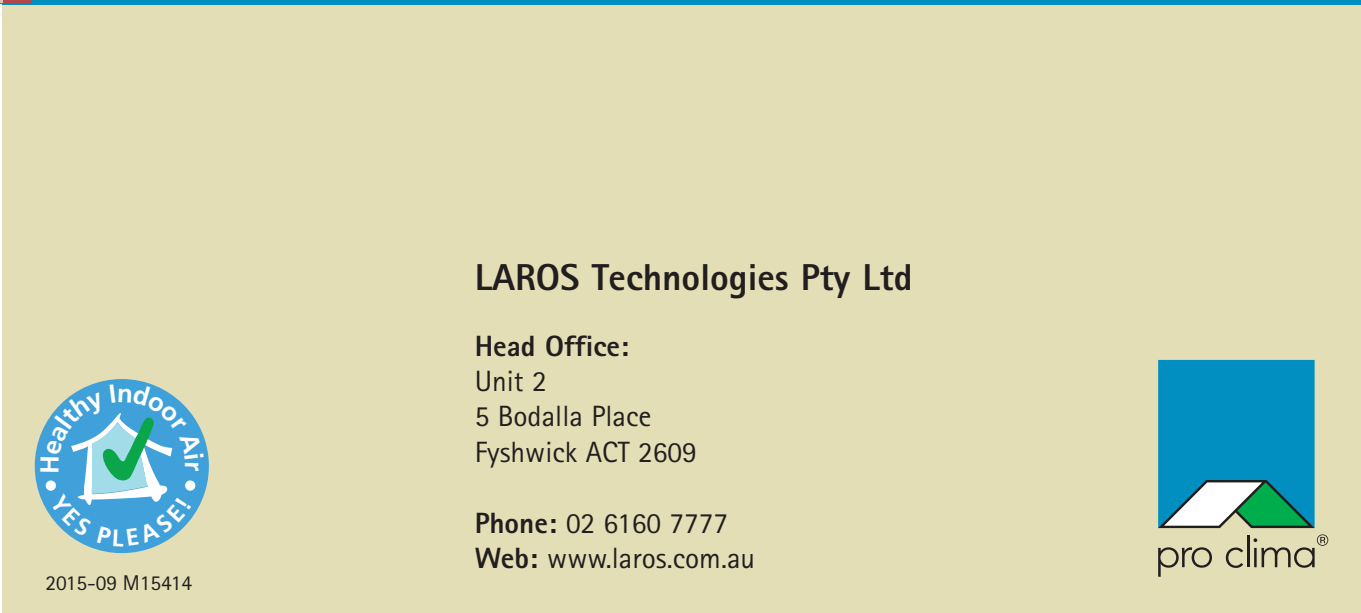 LAROS Technologies Pty Ltd
Head Office:
Unit 2
5 Bodalla Place
Fyshwick ACT 2609
Phone: 02 6160 7777
Web: www.laros.com.au
Healthy Indoor Air
YES PLEASE!
2015-09 M15414
pro clima®